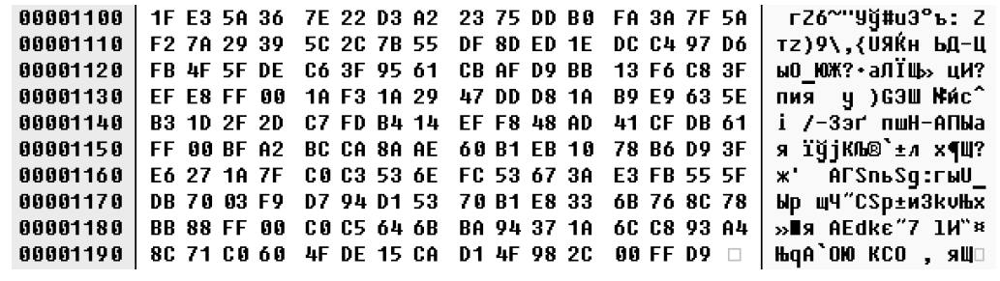 00001100 1F E3 5A 36 7E 22 D3 A2 23 75 DD B0 FA 3A 7F 5A гZ6~"Уў#uЭ°ъ: Z
00001110 F2 7A 29 39 5C 2C 7B 55 DF 8D ED 1E DC C4 97 D6 тz)9\,{UЯЌн ЬД—Ц
00001120 FB 4F 5F DE C6 3F 95 61 CB AF D9 BB 13 F6 C8 3F ыO_ЮЖ?•aЛЇЩ» цИ?
00001130 EF E8 FF 00 1A F3 1A 29 47 DD D8 1A B9 E9 63 5E пия у )GЭШ №йc^
00001140 B3 1D 2F 2D C7 FD B4 14 EF F8 48 AD 41 CF DB 61 і /-Зэґ пшH-AПЫa
00001150 FF 00 BF A2 BC CA 8A AE 60 B1 EB 10 78 B6 D9 3F я їўјКЉ®`±л x¶Щ?
00001160 E6 27 1A 7F C0 C3 53 6E FC 53 67 3A E3 FB 55 5F ж' АГSnьSg:гыU_
00001170 DB 70 03 F9 D7 94 D1 53 70 B1 E8 33 6B 76 8C 78 Ыp щЧ”СSp±и3kvЊx
00001180 BB 88 FF 00 C0 C5 64 6B BA 94 37 1A 6C C8 93 A4 »█я АЕdkє”7 lИ“¤
00001190 8C 71 C0 60 4F DE 15 CA D1 4F 98 2C 00 FF D9 □ ЊqА`OЮ КСO , яЩ□